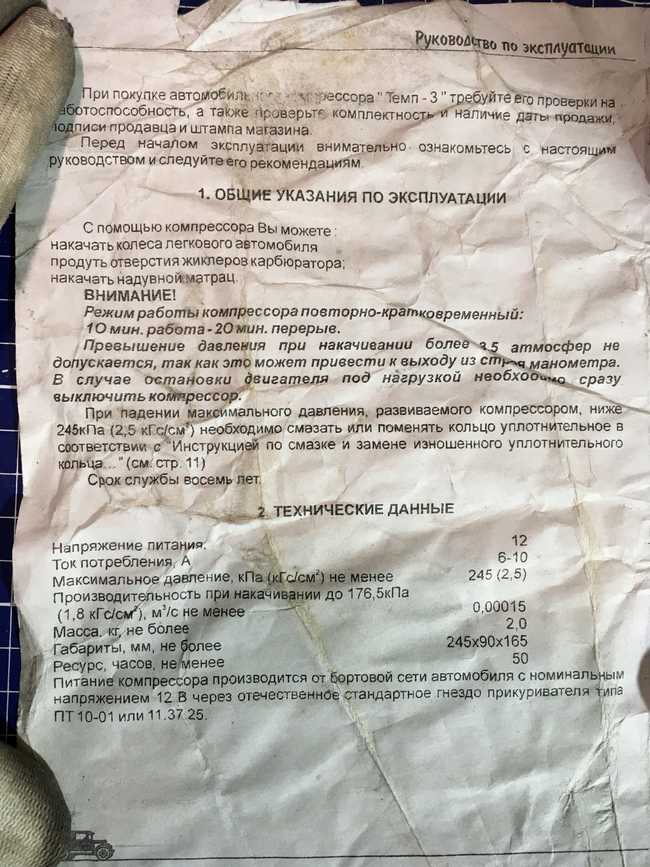 Руководство по эксплуатации
При покупке автомобильного компрессора " Темп - 3 " требуйте его проверки на
работоспособность, а также проверьте комплектность и наличие даты продажи,
подписи продавца и штампа магазина.
Перед началом эксплуатации внимательно ознакомьтесь с настоящим
руководством и следуйте его рекомендациям.
1. ОБЩИЕ УКАЗАНИЯ ПО ЭКСПЛУАТАЦИИ
С помощью компрессора Вы можете :
накачать колеса легкового автомобиля
продуть отверстия жиклеров карбюратора;
накачать надувной матрац.
ВНИМАНИЕ!
Режим работы компрессора повторно-кратковременный:
10 мин. работа - 20 мин. перерыв.
Превышение давления при накачивании более 3,5 атмосфер не
допускается, так как это может привести к выходу из строя манометра.
В случае остановки двигателя под нагрузкой необходимо сразу
выключить компрессор.
При падении максимального давления, развиваемого компрессором, ниже
245кПа (2,5 кГс/см²) необходимо смазать или поменять кольцо уплотнительное в
соответствии с "Инструкцией по смазке и замене изношенного уплотнительного
кольца..." (см. стр. 11)
Срок службы восемь лет.
2. ТЕХНИЧЕСКИЕ ДАННЫЕ
Напряжение питания. 12
Ток потребления, А 6-10
Максимальное давление, кПа (кГс/см²) не менее 245 (2,5)
Производительность при накачивании до 176,5кПа
(1,8 кГс/см²), м³/с не менее 0,00015
Масса, кг, не более 2,0
Габариты, мм, не более 245х90х165
Ресурс, часов, не менее 50
Питание компрессора производится от бортовой сети автомобиля с номинальным
напряжением 12 В через отечественное стандартное гнездо прикуривателя типа
ПТ 10-01 или 11.37.25.